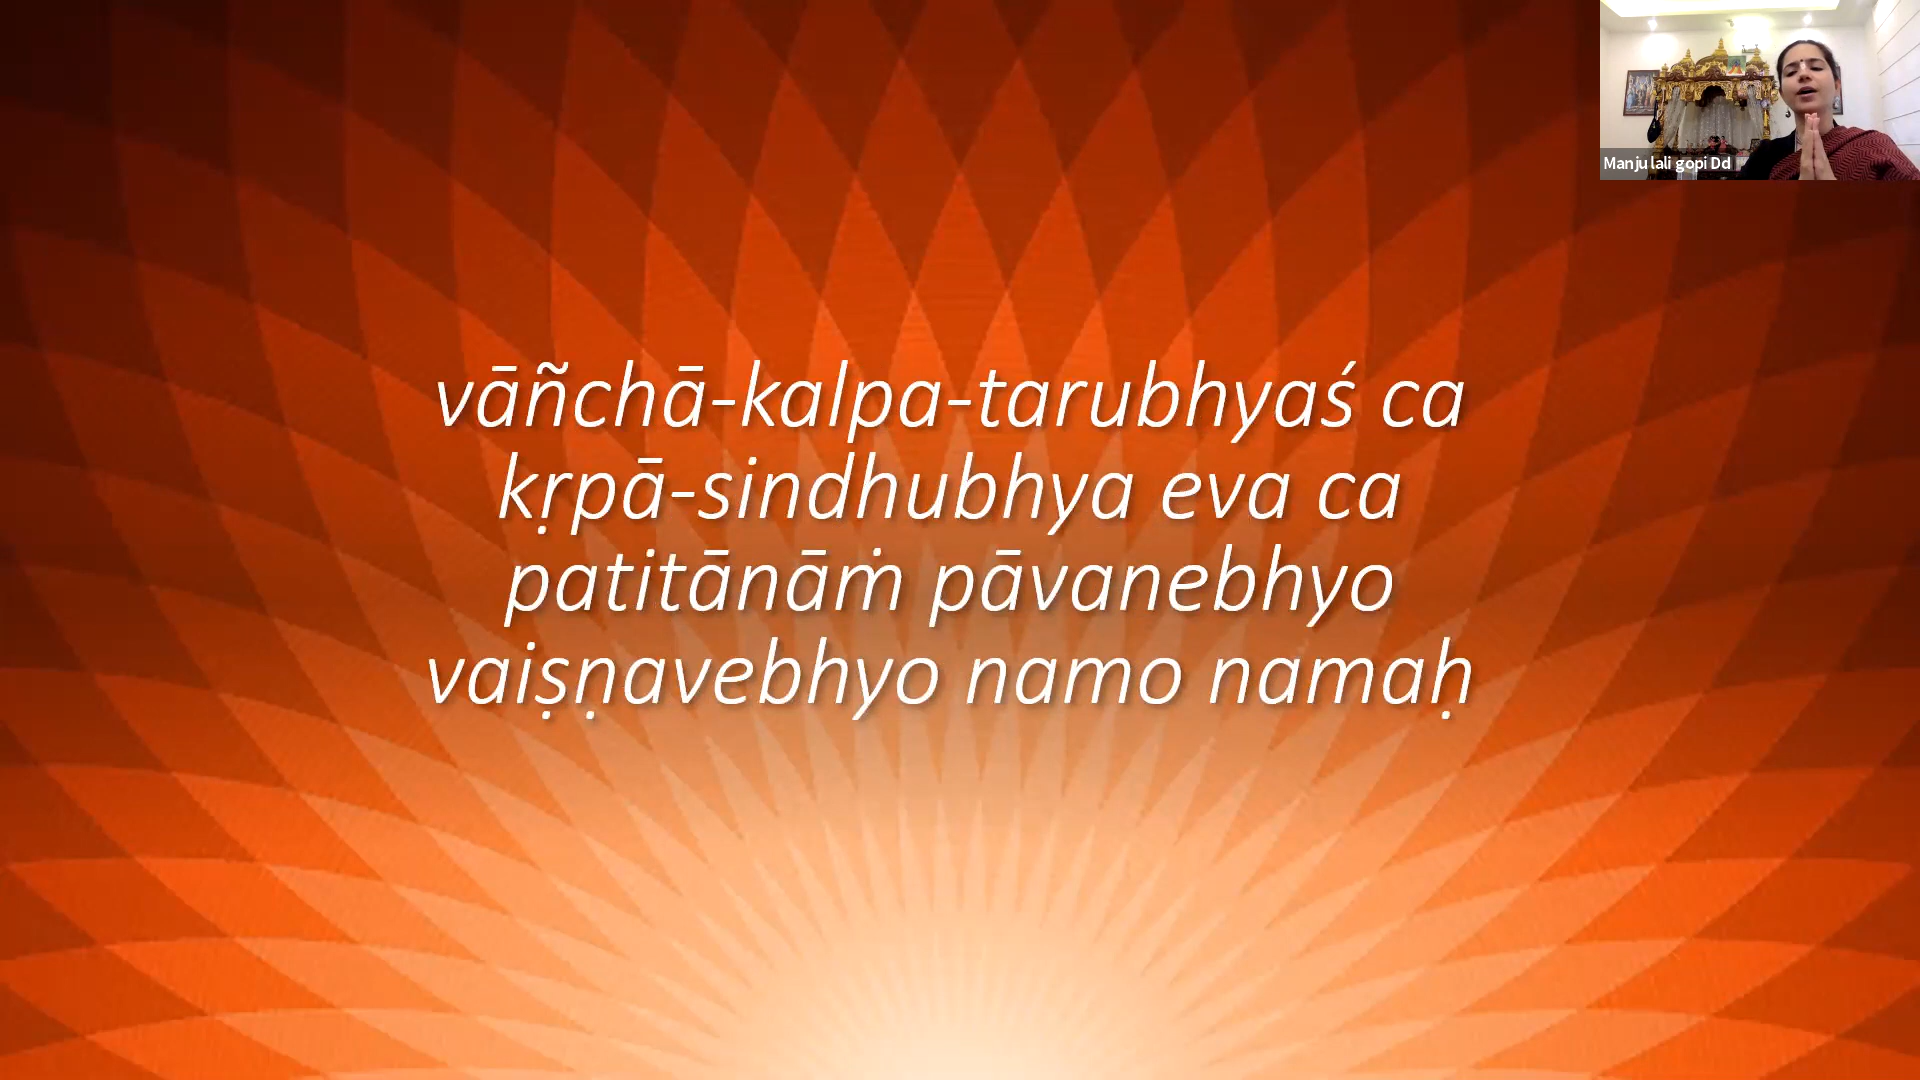 vāñchā-kalpa-tarubhyaś ca
kṛpā-sindhubhya eva ca
patitānāṁ pāvanebhyo
vaiṣṇavebhyo namo namaḥ
Manjulali gopi Dd